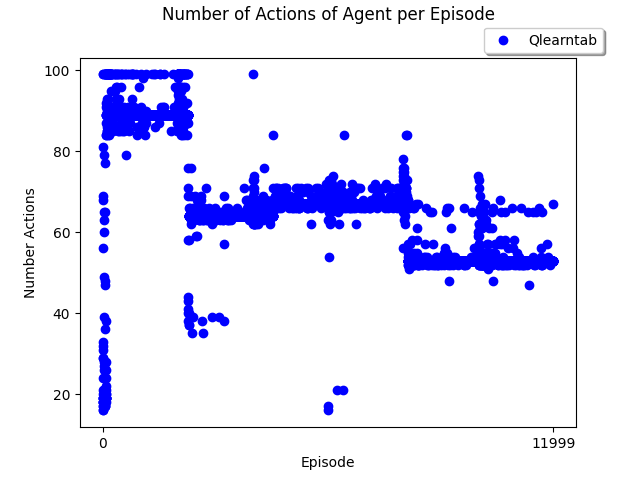 Number of Actions of Agent per Episode
Qlearntab
100
80
60
40
20
Number Actions
0
11999
Episode